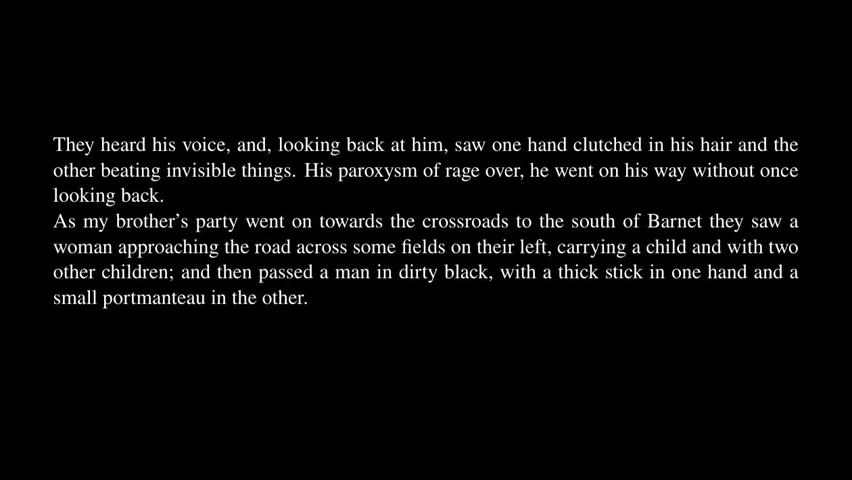 They heard his voice, and, looking back at him, saw one hand clutched in his hair and the
other beating invisible things. His paroxysm of rage over, he went on his way without once
looking back.
As my brother's party went on towards the crossroads to the south of Barnet they saw a
woman approaching the road across some fields on their left, carrying a child and with two
other children; and then passed a man in dirty black, with a thick stick in one hand and a
small portmanteau in the other.